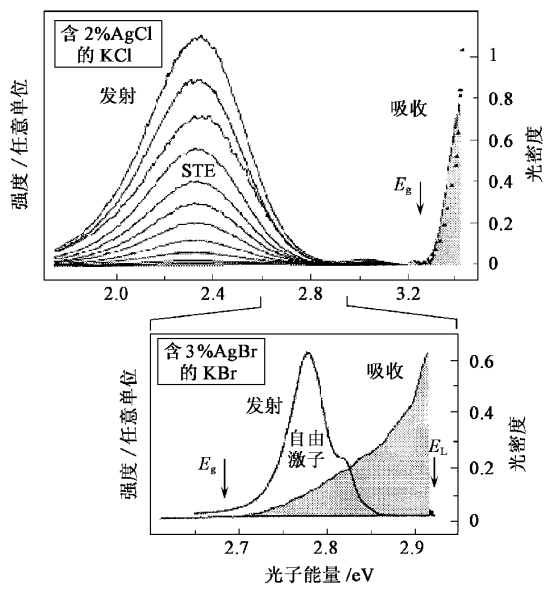 含 2%AgCl
的 KCl
发射
吸收
STE
E_g
强度 / 任意单位
光密度
1
0.8
0.6
0.4
0.2
0
2.0
2.4
2.8
3.2
含 3%AgBr
的 KBr
发射
吸收
自由
激子
E_g
E_L
强度 / 任意单位
光密度
0.6
0.4
0.2
0
2.7
2.8
2.9
光子能量 /eV